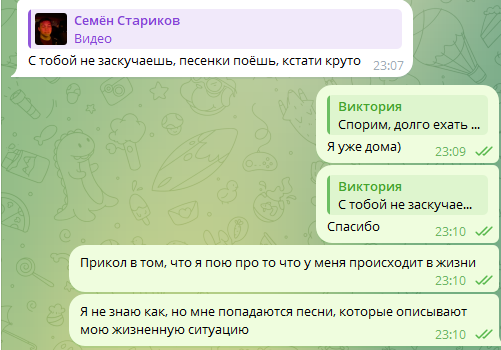 Семён Стариков
Видео
С тобой не заскучаешь, песенки поёшь, кстати круто 23:07
Виктория
Спорим, долго ехать ...
Я уже дома) 23:09
Виктория
С тобой не заскучае...
Спасибо 23:10
Прикол в том, что я пою про то что у меня происходит в жизни
23:10
Я не знаю как, но мне попадаются песни, которые описывают
мою жизненную ситуацию 23:10